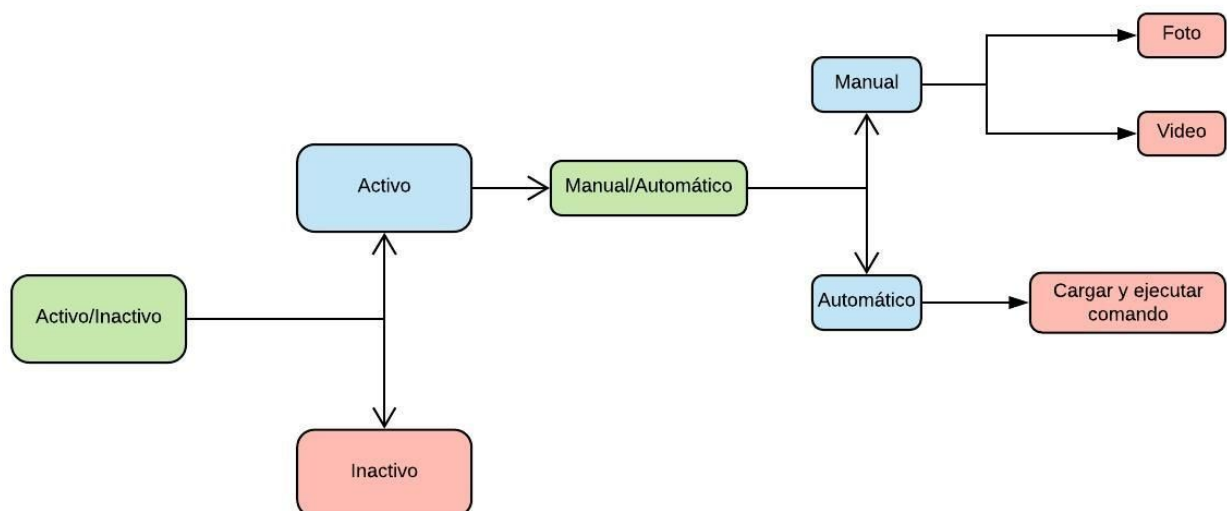 Foto
Manual
Video
Activo
Manual/Automático
Activo/Inactivo
Automático
Cargar y ejecutar
comando
Inactivo